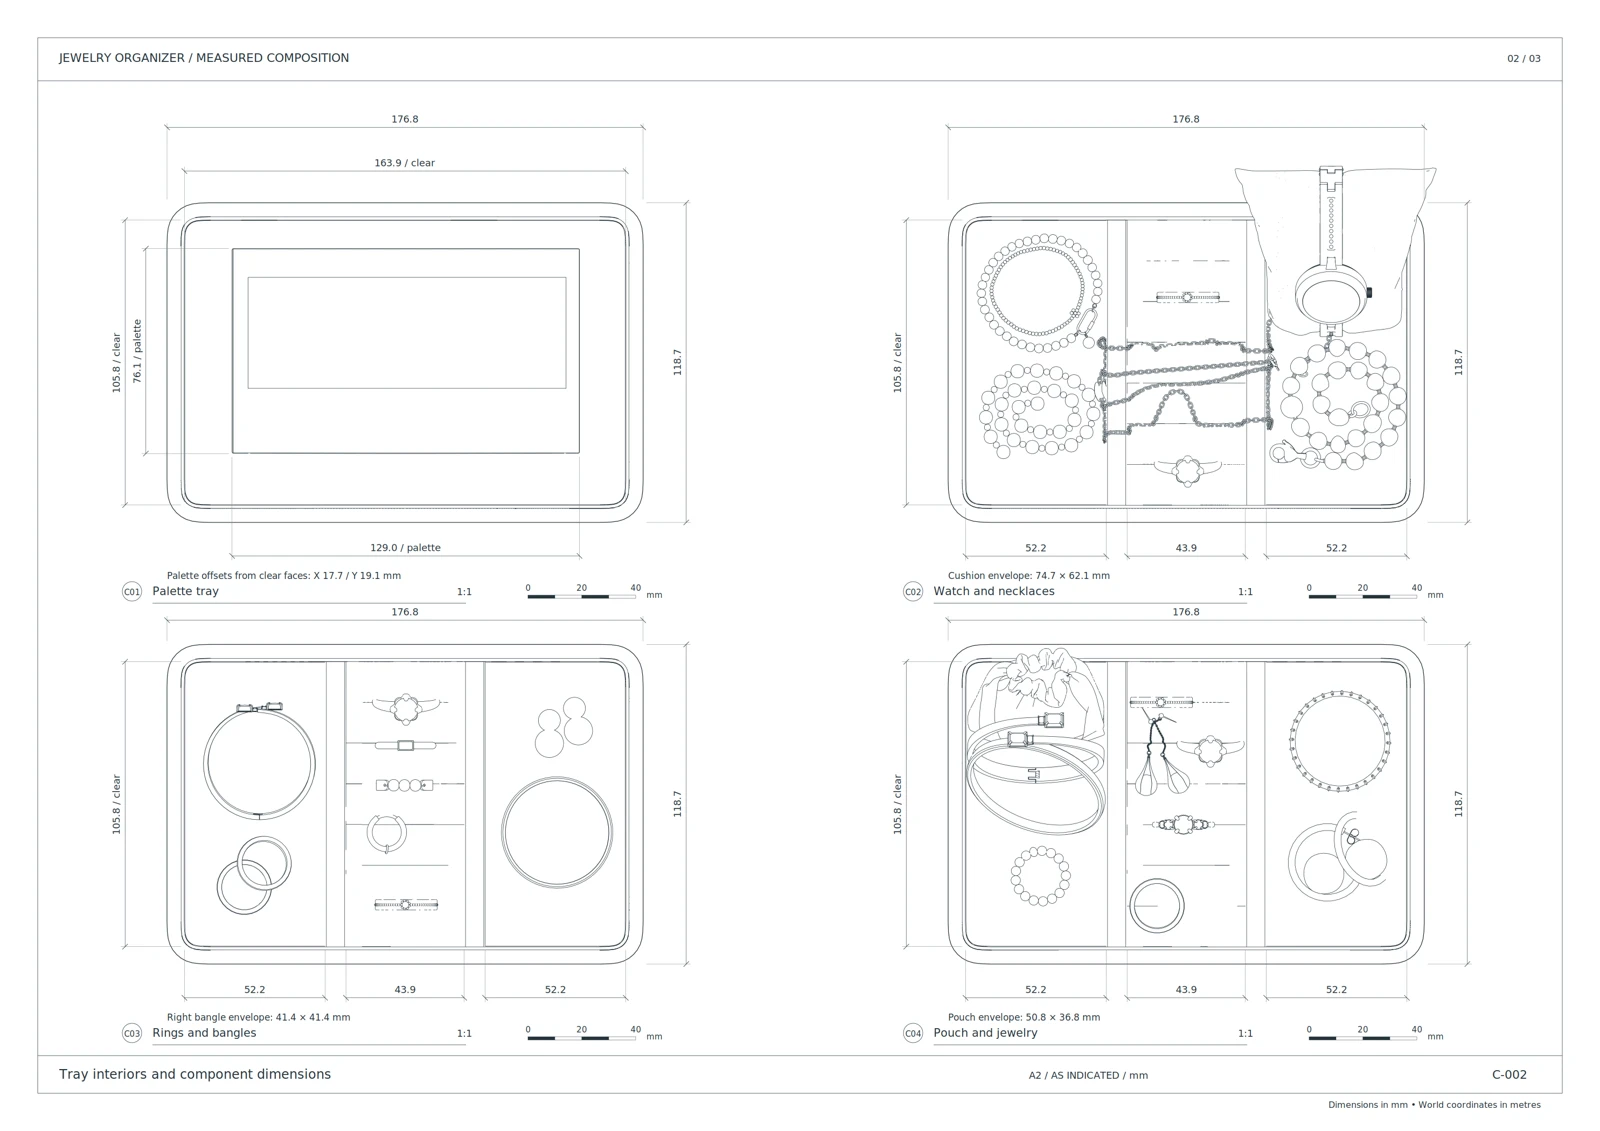 JEWELRY ORGANIZER / MEASURED COMPOSITION
02 / 03
176.8
163.9 / clear
105.8 / clear
76.1 / palette
118.7
129.0 / palette
Palette offsets from clear faces: X 17.7 / Y 19.1 mm
C01 Palette tray 1:1
0 20 40 mm
176.8
105.8 / clear
118.7
52.2 43.9 52.2
Cushion envelope: 74.7 × 62.1 mm
C02 Watch and necklaces 1:1
0 20 40 mm
176.8
105.8 / clear
118.7
52.2 43.9 52.2
Right bangle envelope: 41.4 × 41.4 mm
C03 Rings and bangles 1:1
0 20 40 mm
176.8
105.8 / clear
118.7
52.2 43.9 52.2
Pouch envelope: 50.8 × 36.8 mm
C04 Pouch and jewelry 1:1
0 20 40 mm
Tray interiors and component dimensions
A2 / AS INDICATED / mm
C-002
Dimensions in mm • World coordinates in metres